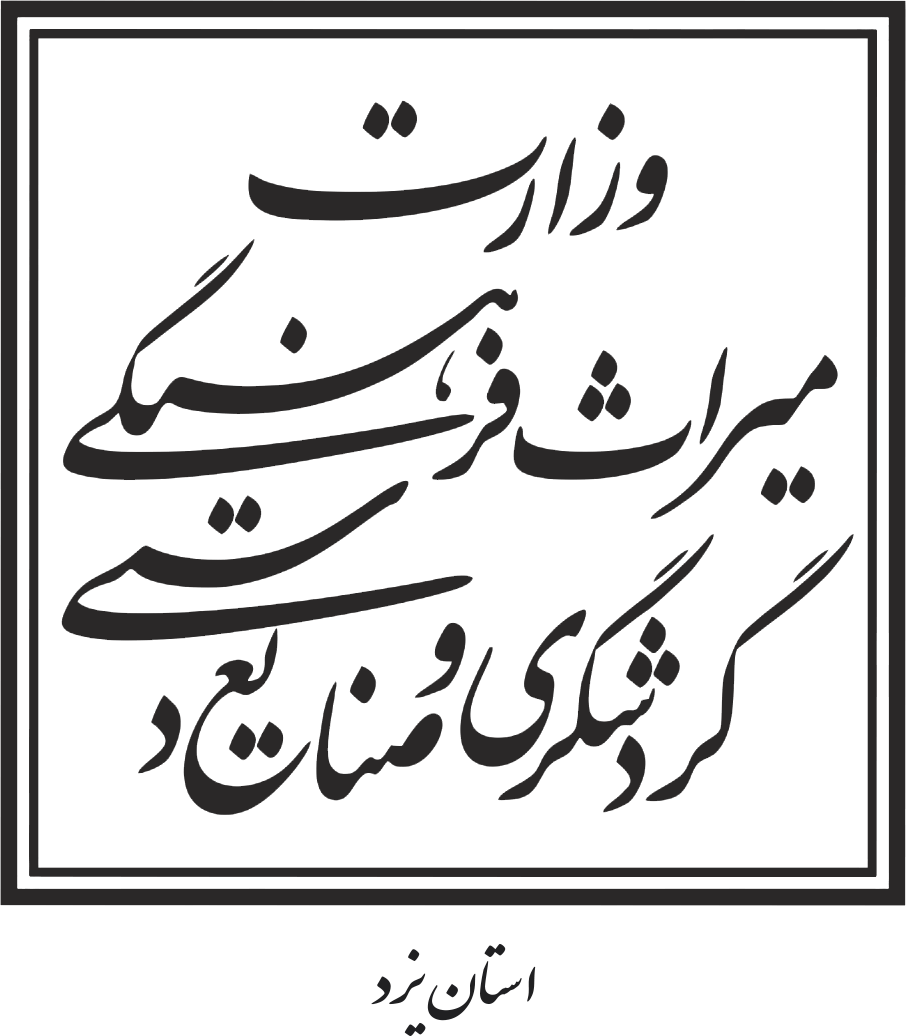 وزارت
میراث فرهنگی
گردشگری و صنایع دستی
استان یزد